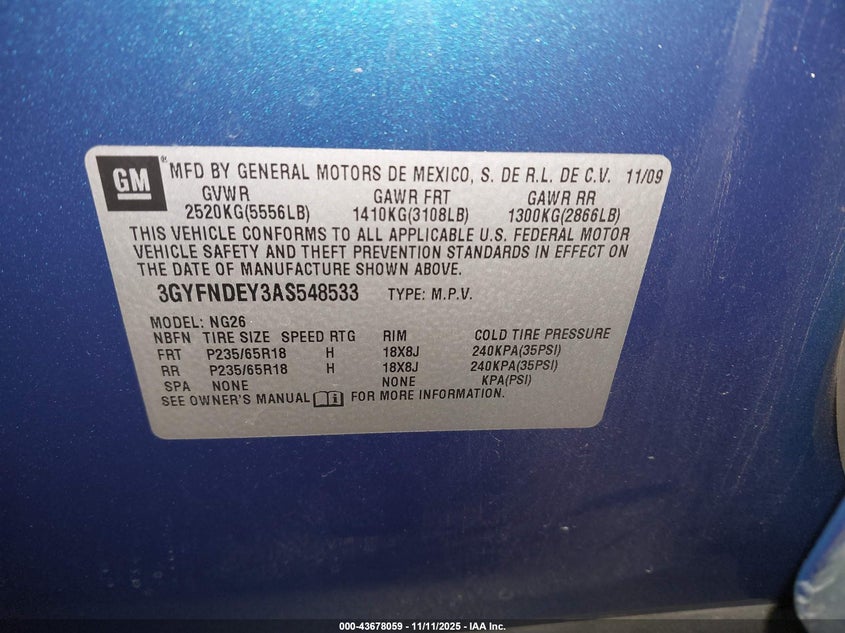 GM ® MFD BY GENERAL MOTORS DE MEXICO, S. DE R.L. DE C.V. 11/09
GVWR GAWR FRT GAWR RR
2520KG(5556LB) 1410KG(3108LB) 1300KG(2866LB)
THIS VEHICLE CONFORMS TO ALL APPLICABLE U.S. FEDERAL MOTOR
VEHICLE SAFETY AND THEFT PREVENTION STANDARDS IN EFFECT ON
THE DATE OF MANUFACTURE SHOWN ABOVE.
3GYFNDEY3AS548533 TYPE: M.P.V.
MODEL: NG26
NBFN TIRE SIZE SPEED RTG RIM COLD TIRE PRESSURE
FRT P235/65R18 H 18X8J 240KPA(35PSI)
RR P235/65R18 H 18X8J 240KPA(35PSI)
SPA NONE NONE KPA(PSI)
SEE OWNER'S MANUAL FOR MORE INFORMATION.
000-43678059 - 11/11/2025 - IAA Inc.